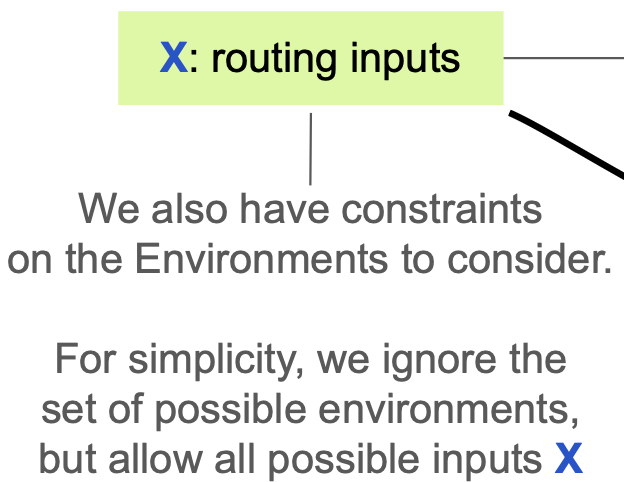 X: routing inputs
We also have constraints
on the Environments to consider.
For simplicity, we ignore the
set of possible environments,
but allow all possible inputs X